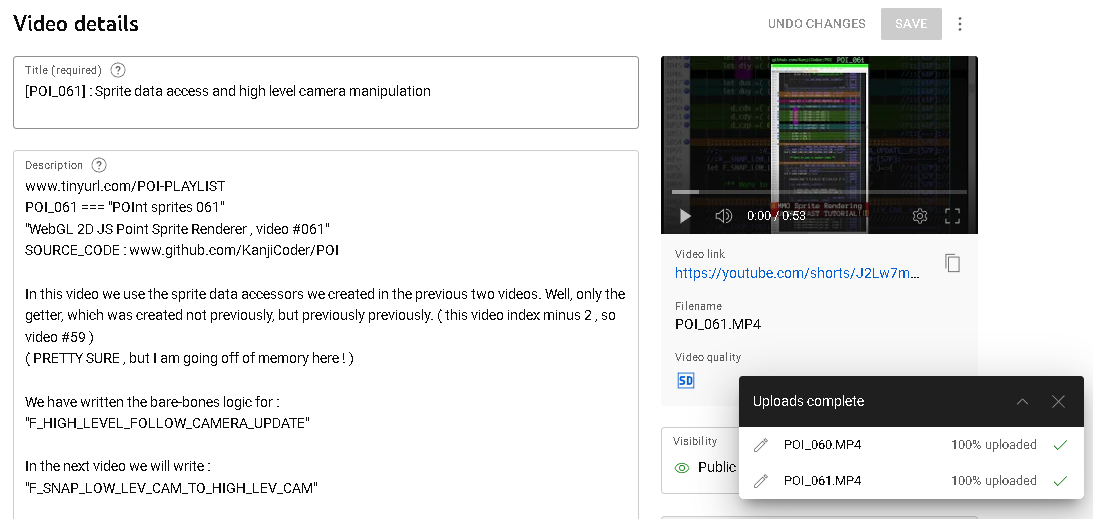 Video details
UNDO CHANGES
SAVE
Title (required) ?
[POI_061] : Sprite data access and high level camera manipulation
Description ?
www.tinyurl.com/POI-PLAYLIST
POI_061 === "POInt sprites 061"
"WebGL 2D JS Point Sprite Renderer , video #061"
SOURCE_CODE : www.github.com/KanjiCoder/POI
In this video we use the sprite data accessors we created in the previous two videos. Well, only the
getter, which was created not previously, but previously previously. ( this video index minus 2 , so
video #59 )
( PRETTY SURE , but I am going off of memory here ! )
We have written the bare-bones logic for :
"F_HIGH_LEVEL_FOLLOW_CAMERA_UPDATE"
In the next video we will write :
"F_SNAP_LOW_LEV_CAM_TO_HIGH_LEV_CAM"
POI_061
0:00 / 0:53
MMO Sprite Rendering
Video link
https://youtube.com/shorts/J2Lw7m...
Filename
POI_061.MP4
Video quality
SD
Visibility
Public
Uploads complete
POI_060.MP4 100% uploaded
POI_061.MP4 100% uploaded